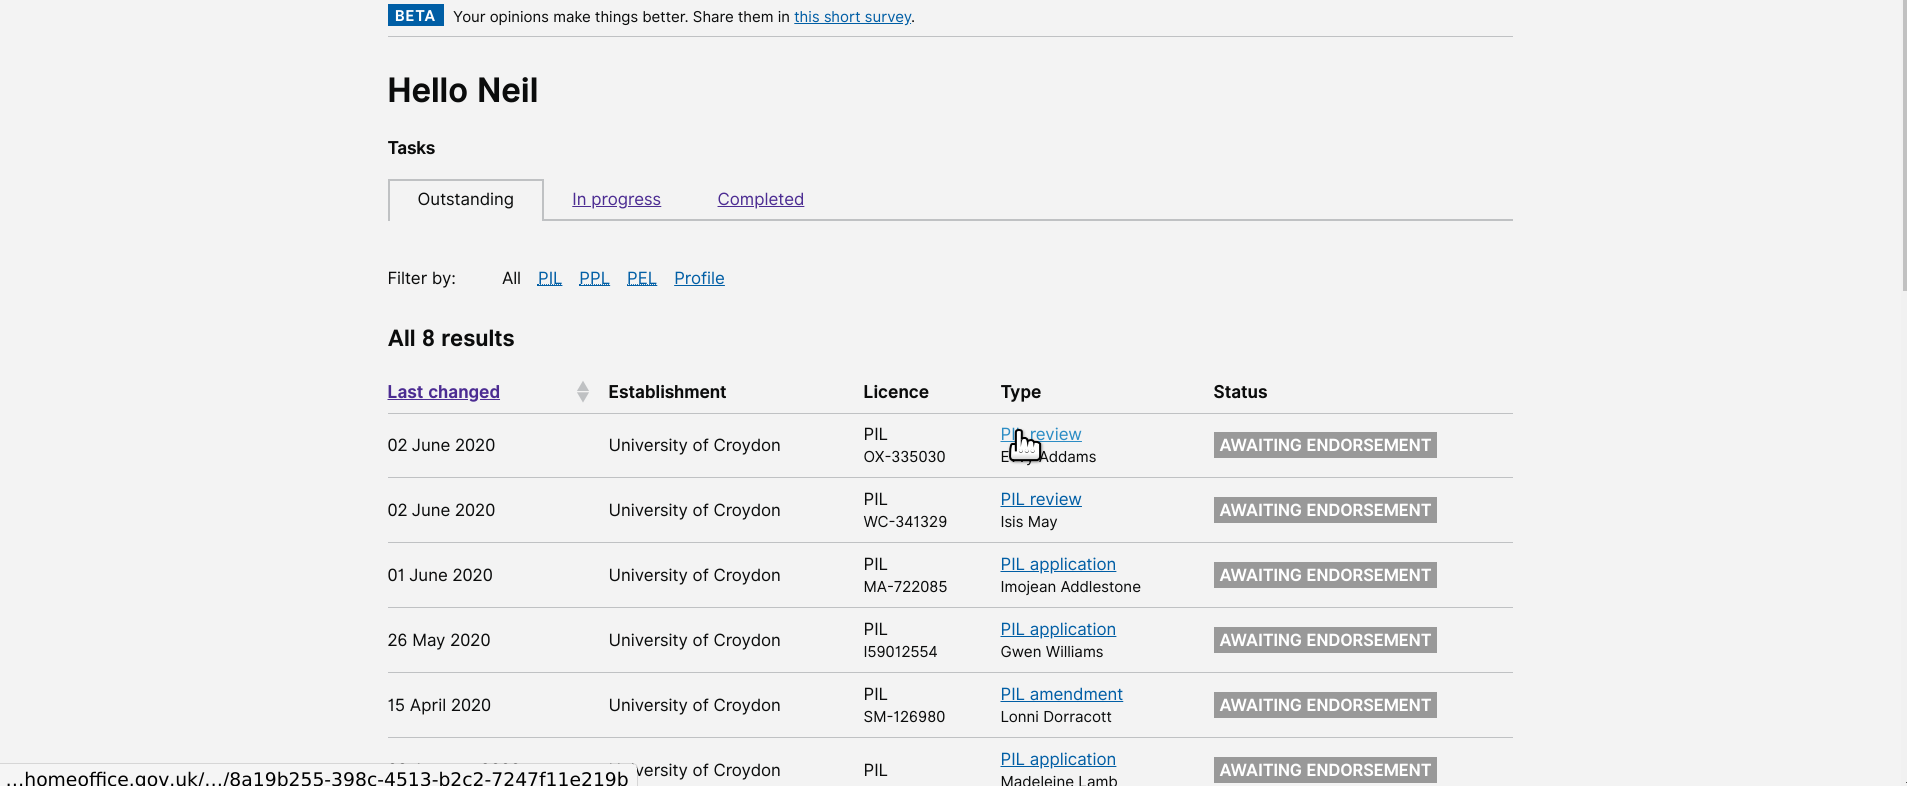 BETA Your opinions make things better. Share them in this short survey.
Hello Neil
Tasks
Outstanding In progress Completed
Filter by: All PIL PPL PEL Profile
All 8 results
Last changed Establishment Licence Type Status
02 June 2020 University of Croydon PIL OX-335030 review Addams AWAITING ENDORSEMENT
02 June 2020 University of Croydon PIL WC-341329 PIL review Isis May AWAITING ENDORSEMENT
01 June 2020 University of Croydon PIL MA-722085 PIL application Imojean Addlestone AWAITING ENDORSEMENT
26 May 2020 University of Croydon PIL I59012554 PIL application Gwen Williams AWAITING ENDORSEMENT
15 April 2020 University of Croydon PIL SM-126980 PIL amendment Lonni Dorracott AWAITING ENDORSEMENT
of Croydon PIL PIL application Madeleine Lamb AWAITING ENDORSEMENT
...homeoffice.gov.uk/.../8a19b255-398c-4513-b2c2-7247f11e219b